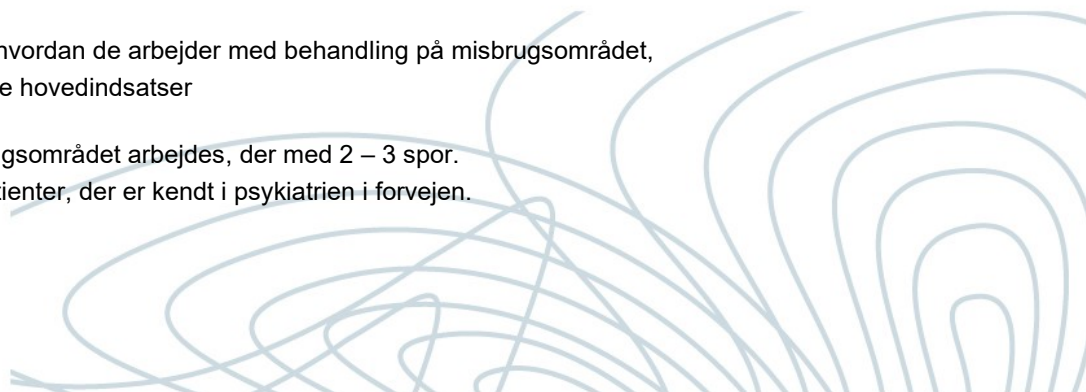 hvordan de arbejder med behandling på misbrugsområdet,
e hovedindsatser
gsområdet arbejdes, der med 2 – 3 spor.
tienter, der er kendt i psykiatrien i forvejen.